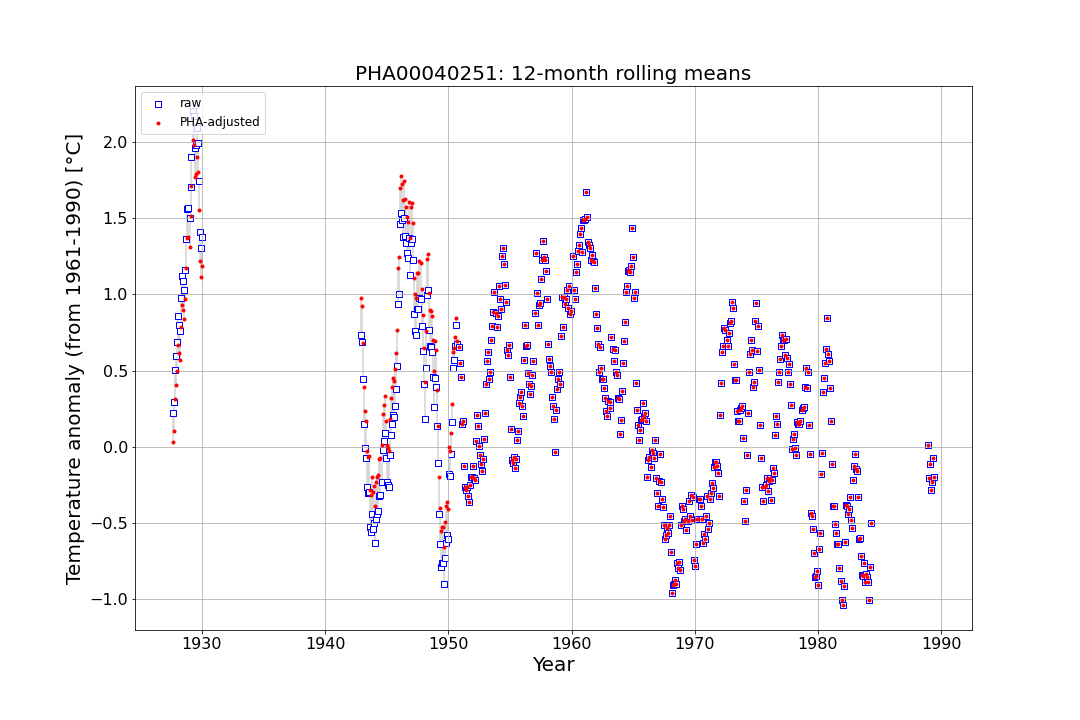 PHA00040251: 12-month rolling means
raw
PHA-adjusted
Temperature anomaly (from 1961-1990) [°C]
2.0
1.5
1.0
0.5
0.0
−0.5
−1.0
1930 1940 1950 1960 1970 1980 1990
Year